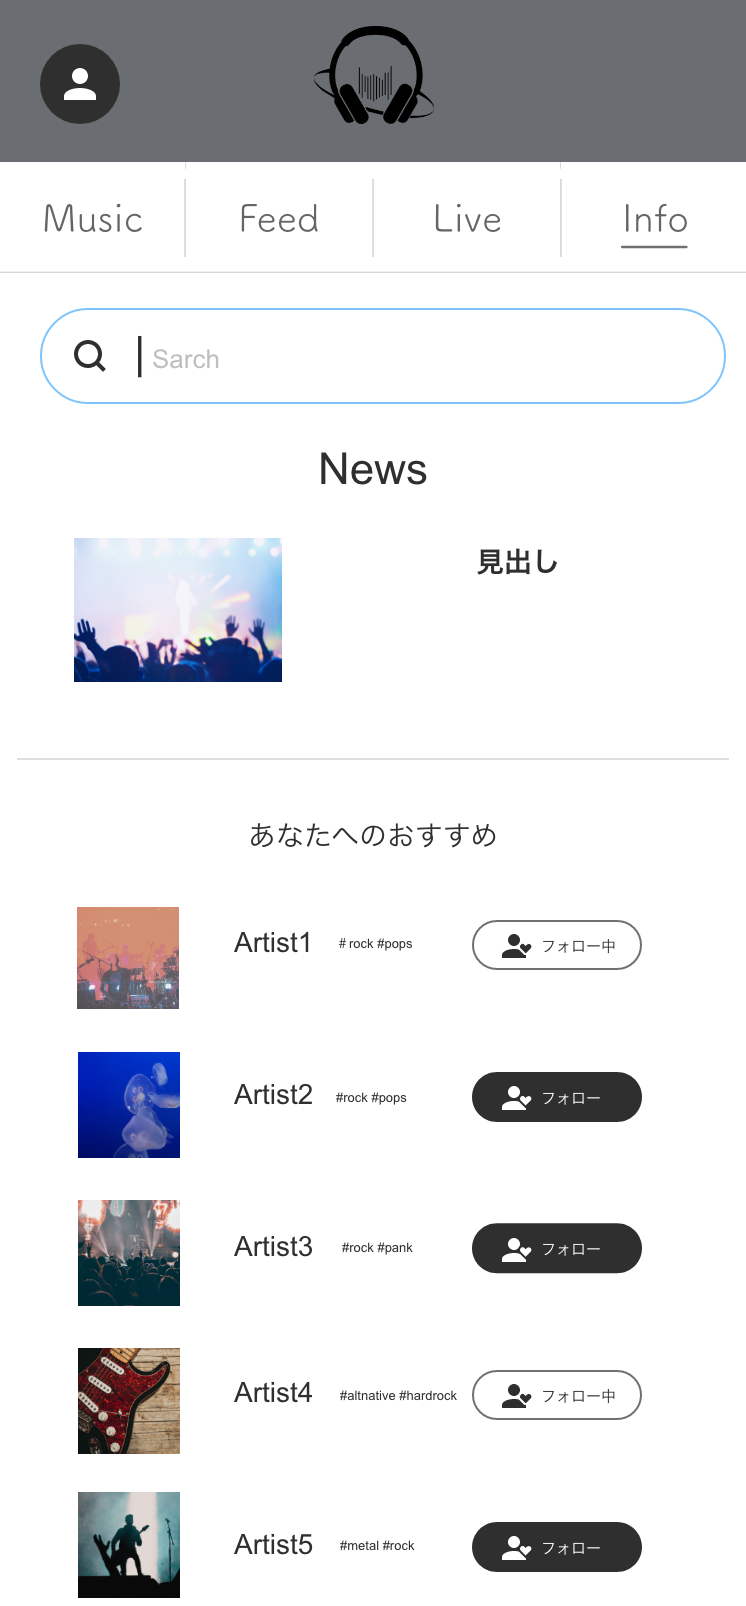 Music Feed Live Info
Sarch
News
見出し
あなたへのおすすめ
Artist1 # rock #pops フォロー中
Artist2 #rock #pops フォロー
Artist3 #rock #pank フォロー
Artist4 #altnative #hardrock フォロー中
Artist5 #metal #rock フォロー